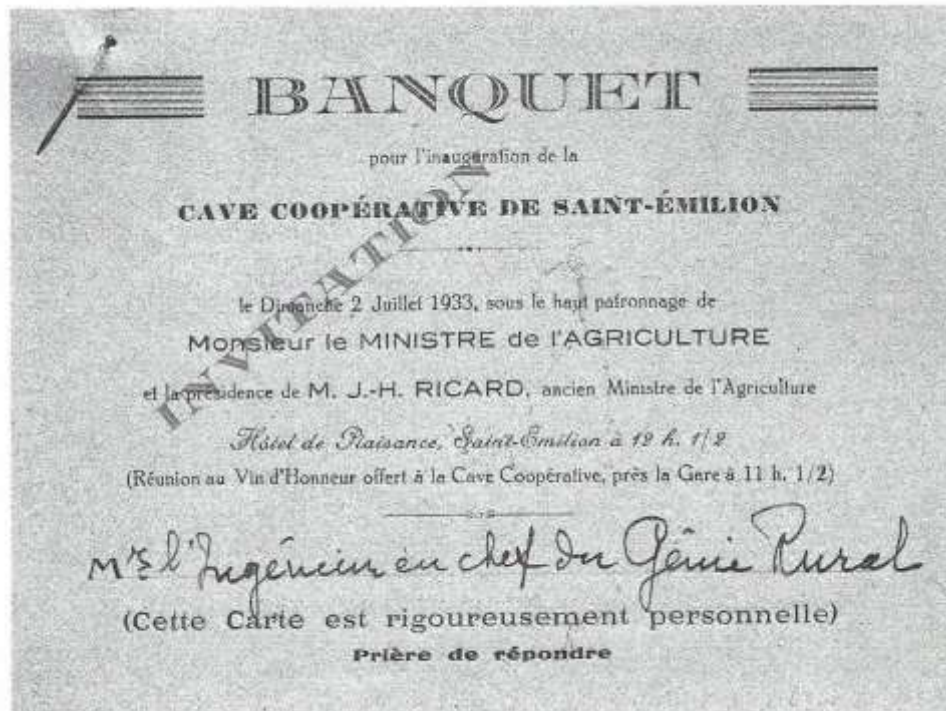 BANQUET
pour l'inauguration de la
CAVE COOPÉRATIVE DE SAINT-ÉMILION
INVITATION
le Dimanche 2 Juillet 1933, sous le haut patronnage de
Monsieur le MINISTRE de l'AGRICULTURE
et la présidence de M. J.-H. RICARD, ancien Ministre de l'Agriculture
Hôtel de Plaisance, Saint-Emilion à 12 h. 1/2
(Réunion au Vin d'Honneur offert à la Cave Coopérative, près la Gare à 11 h. 1/2)
Mr l'Ingénieur en chef du Génie Rural
(Cette Carte est rigoureusement personnelle)
Prière de répondre